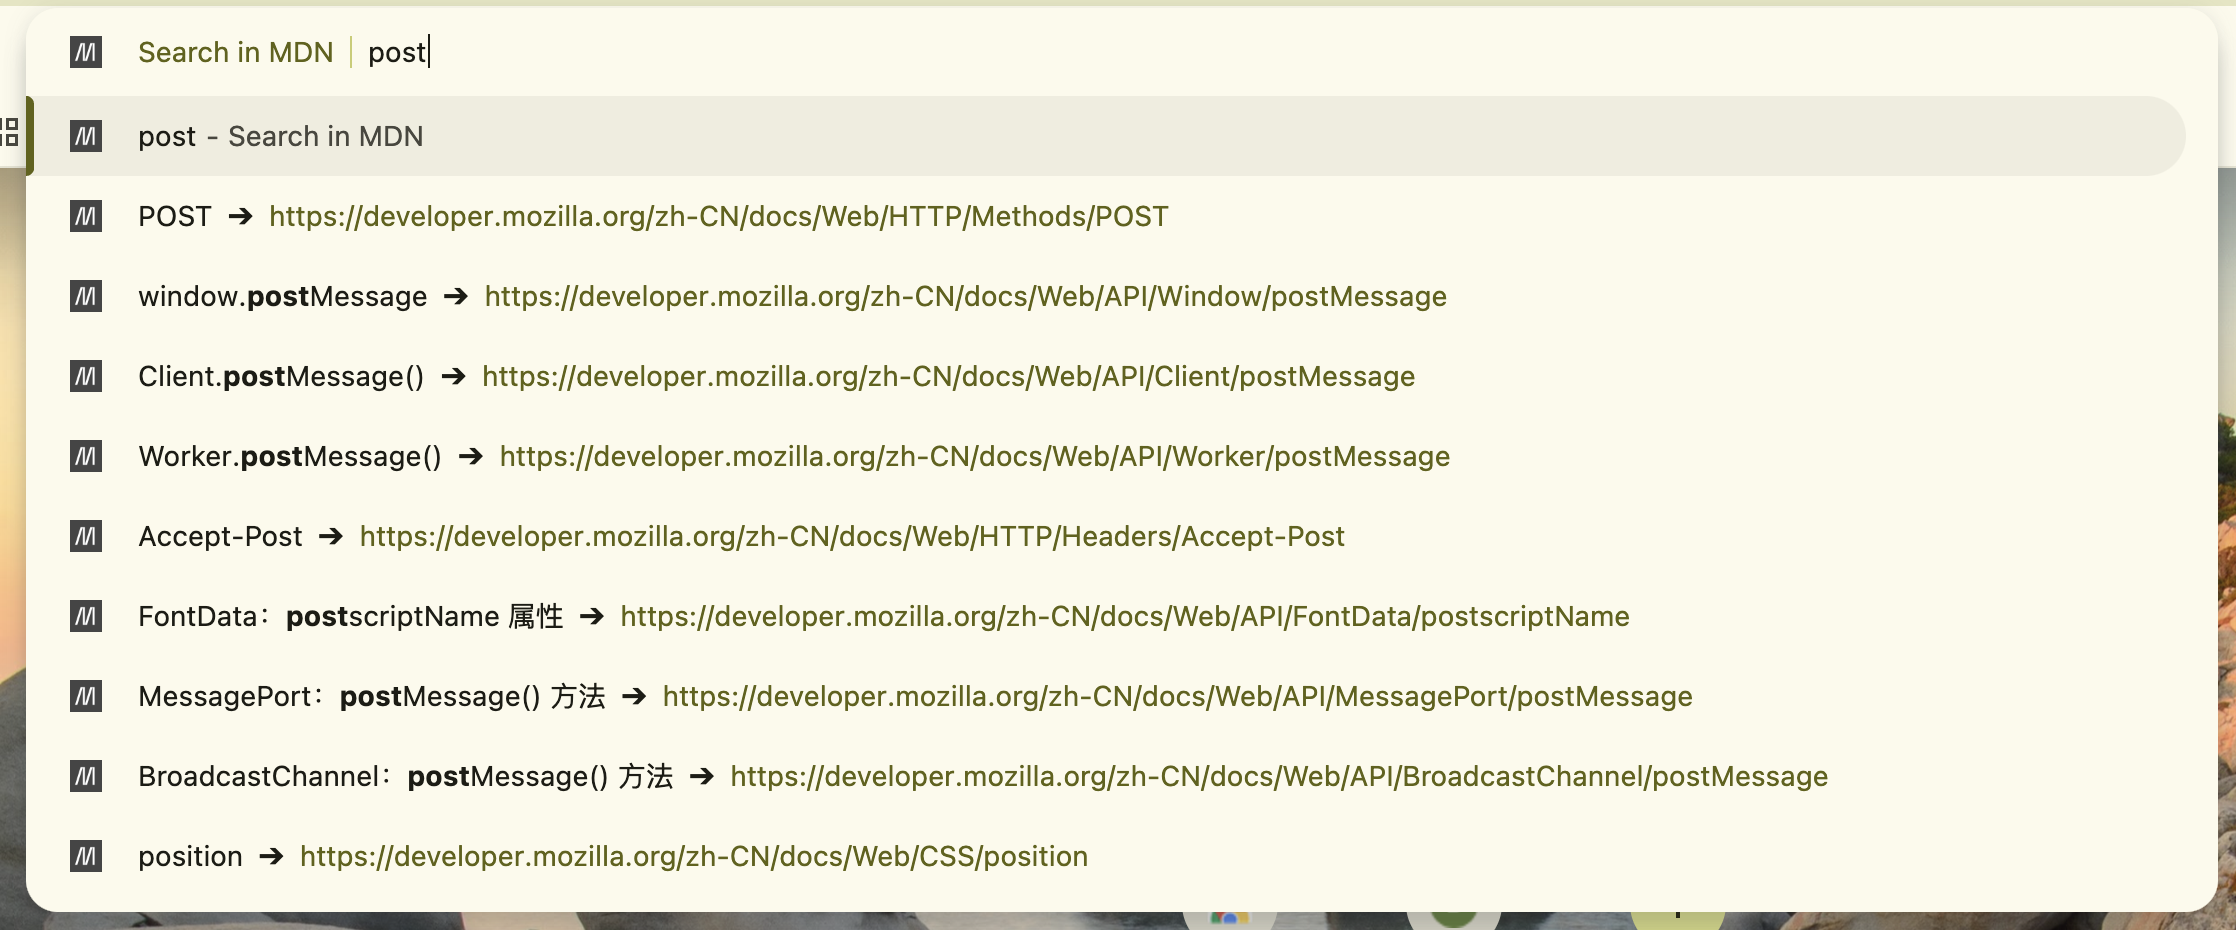 Search in MDN post
post - Search in MDN
POST ➔ https://developer.mozilla.org/zh-CN/docs/Web/HTTP/Methods/POST
window.postMessage ➔ https://developer.mozilla.org/zh-CN/docs/Web/API/Window/postMessage
Client.postMessage() ➔ https://developer.mozilla.org/zh-CN/docs/Web/API/Client/postMessage
Worker.postMessage() ➔ https://developer.mozilla.org/zh-CN/docs/Web/API/Worker/postMessage
Accept-Post ➔ https://developer.mozilla.org/zh-CN/docs/Web/HTTP/Headers/Accept-Post
FontData：postscriptName 属性 ➔ https://developer.mozilla.org/zh-CN/docs/Web/API/FontData/postscriptName
MessagePort：postMessage() 方法 ➔ https://developer.mozilla.org/zh-CN/docs/Web/API/MessagePort/postMessage
BroadcastChannel：postMessage() 方法 ➔ https://developer.mozilla.org/zh-CN/docs/Web/API/BroadcastChannel/postMessage
position ➔ https://developer.mozilla.org/zh-CN/docs/Web/CSS/position